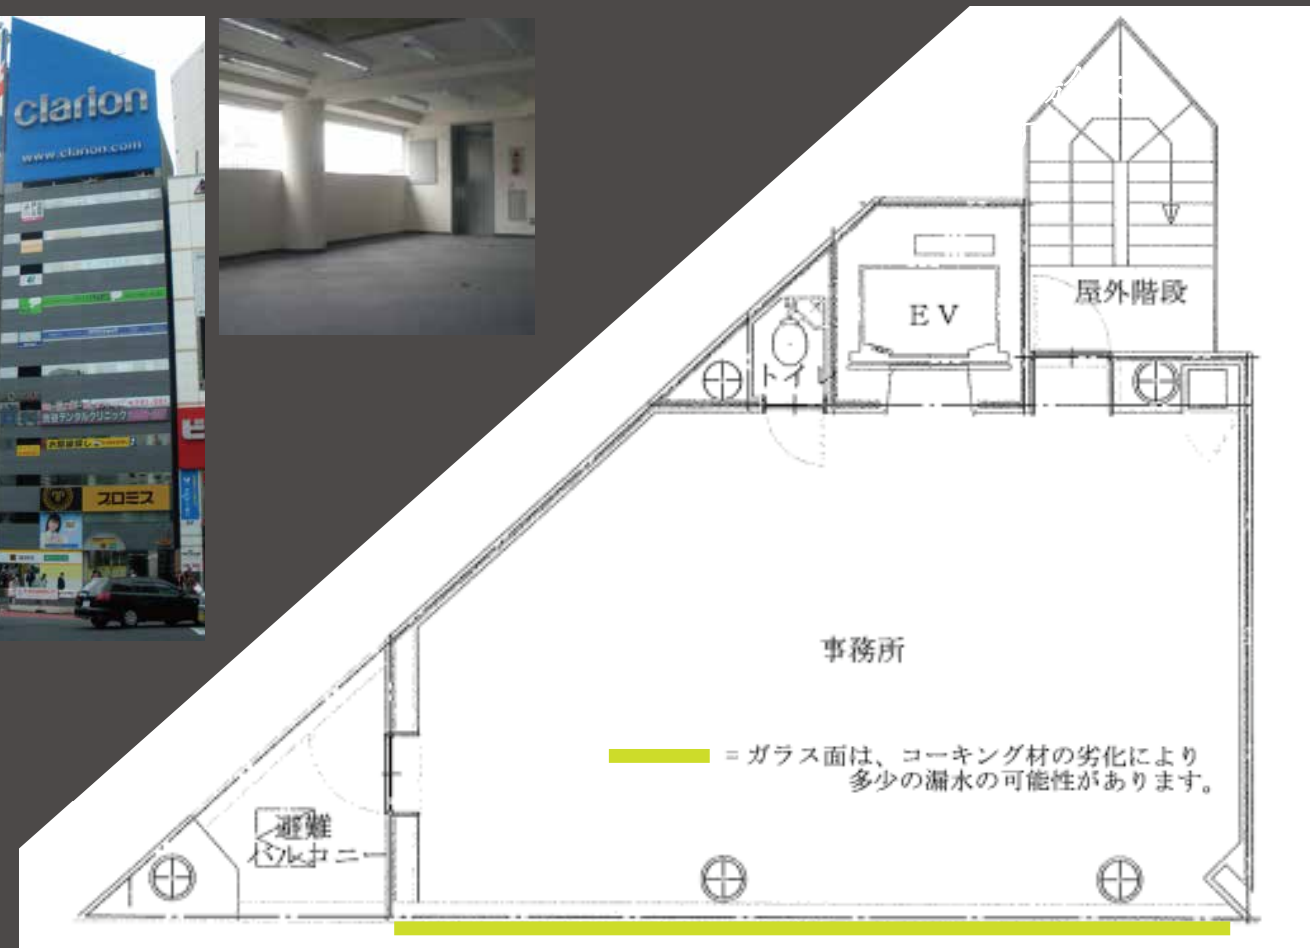 clarion
www.clarion.com
プロミス
EV
屋外階段
トイレ
事務所
= ガラス面は、コーキング材の劣化により
多少の漏水の可能性があります。
避難
バルコニー